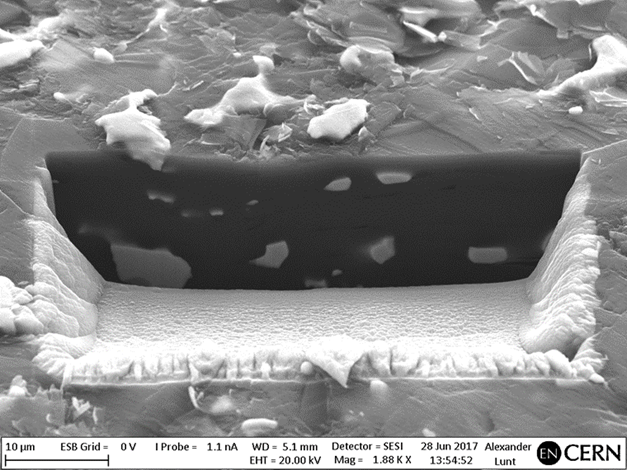 10 µm ESB Grid = 0 V I Probe = 1.1 nA WD = 5.1 mm Detector = SESI 28 Jun 2017 Alexander
EHT = 20.00 kV Mag = 1.88 K X 13:54:52 Lunt
EN CERN